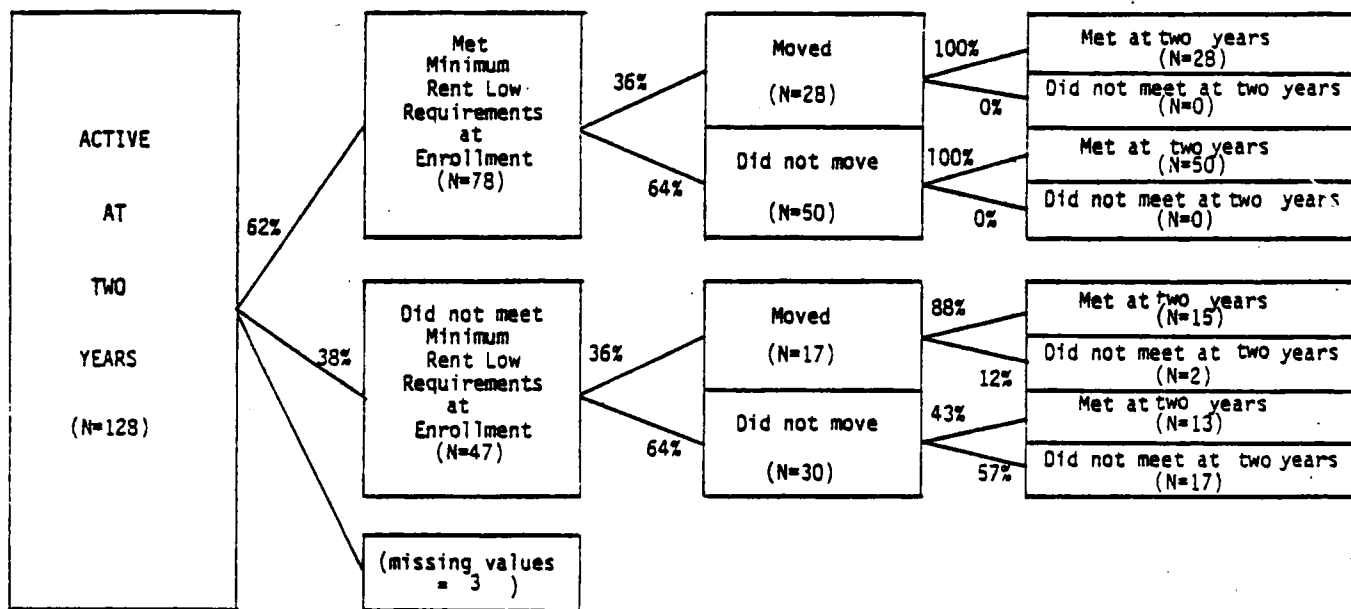 ACTIVE
AT
TWO
YEARS
(N=128)
62%
38%
Met
Minimum
Rent Low
Requirements
at
Enrollment
(N=78)
36%
64%
Moved
(N=28)
Did not move
(N=50)
100%
0%
100%
0%
Met at two years
(N=28)
Did not meet at two years
(N=0)
Met at two years
(N=50)
Did not meet at two years
(N=0)
Did not meet
Minimum
Rent Low
Requirements
at
Enrollment
(N=47)
36%
64%
Moved
(N=17)
Did not move
(N=30)
88%
12%
43%
57%
Met at two years
(N=15)
Did not meet at two years
(N=2)
Met at two years
(N=13)
Did not meet at two years
(N=17)
(missing values
= 3 )